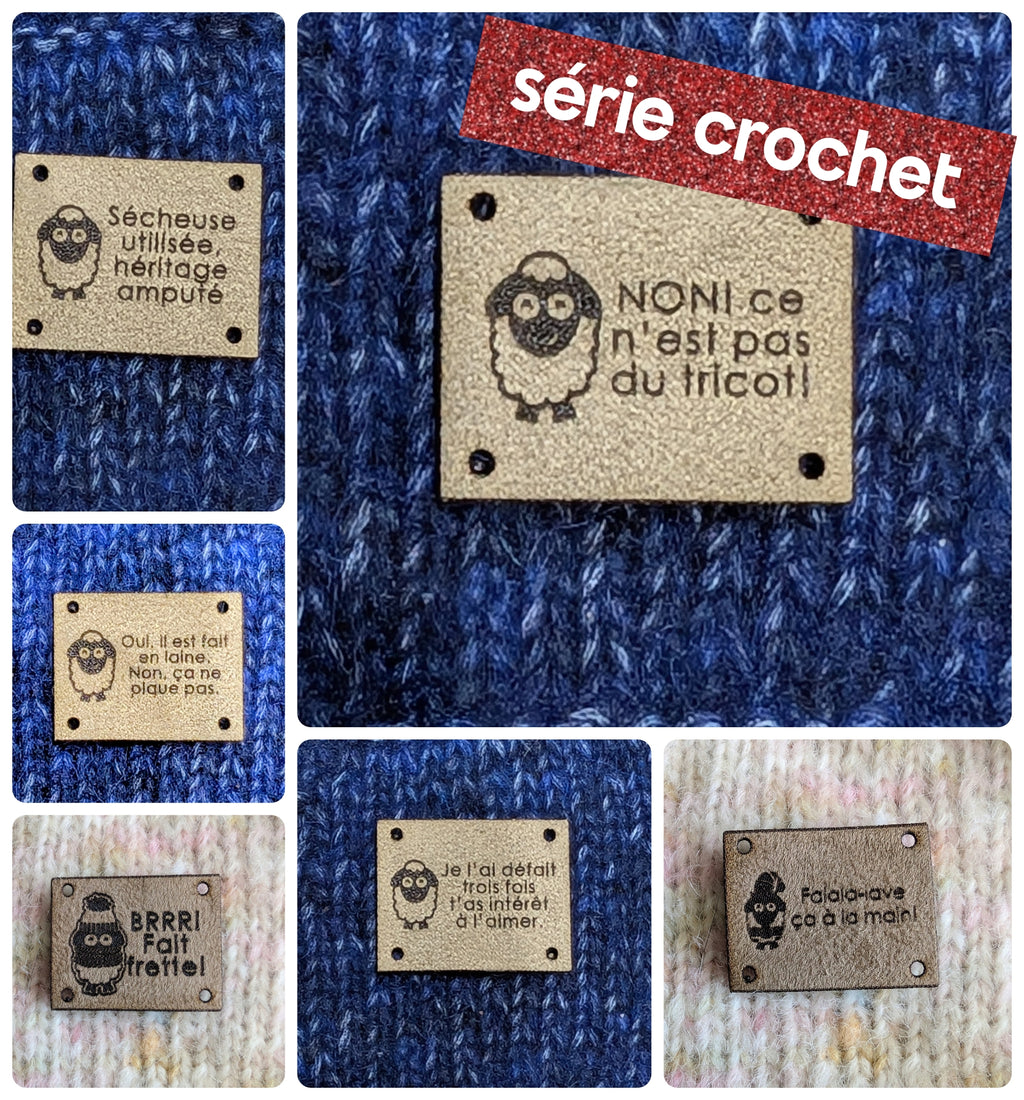 série crochet
Sécheuse
utilisée,
héritage
amputé
NON! ce
n'est pas
du tricot!
Oui, il est fait
en laine.
Non, ça ne
pique pas.
BRRR!
Fait
frette!
Je l'ai défait
trois fois
t'as intérêt
à l'aimer.
Falala-lave
ça à la main!